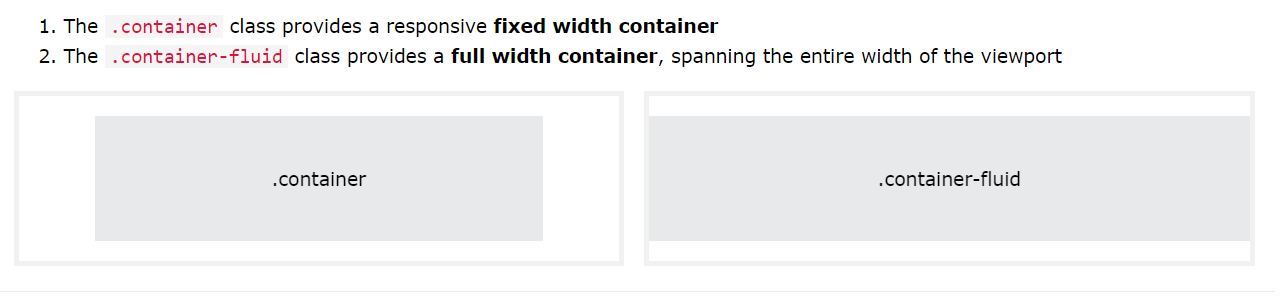 1. The .container class provides a responsive fixed width container
2. The .container-fluid class provides a full width container, spanning the entire width of the viewport
.container
.container-fluid